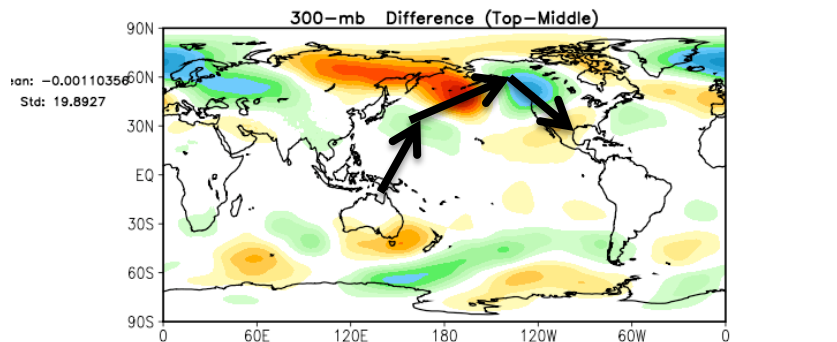 300-mb Difference (Top-Middle)
90N
an: -0.00110356
60N
Std: 19.8927
30N
EQ
30S
60S
90S
0 60E 120E 180 120W 60W 0